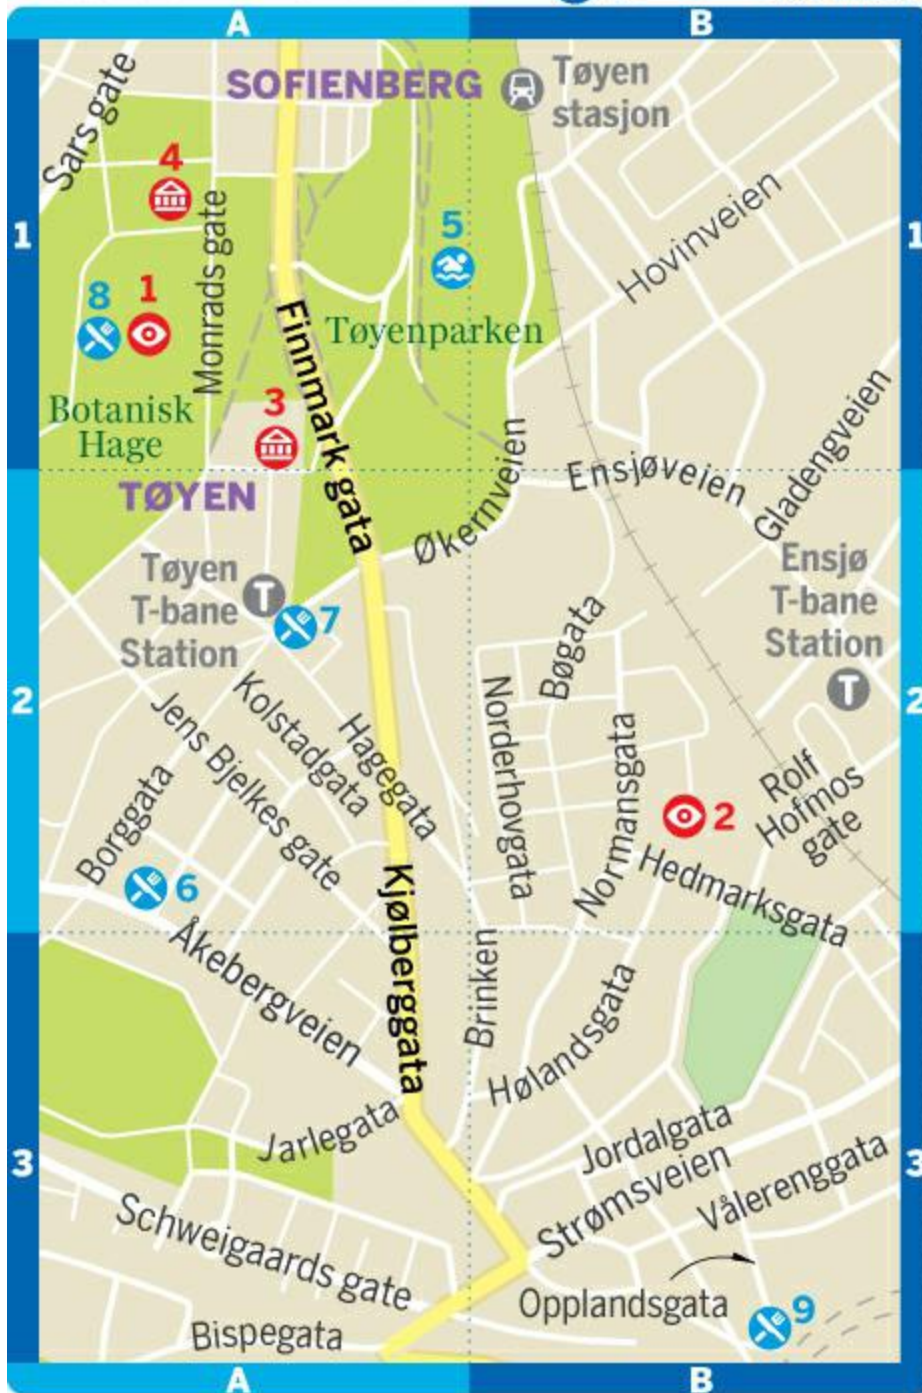 A
B
SOFIENBERG
Tøyen
stasjon
Sars gate
4
1
1
5
Monrads gate
Hovinveien
8
1
Finnmark gata
Tøyenparken
Botanisk
Hage
3
Gladengveien
TØYEN
Økernveien
Ensjøveien
Tøyen
T-bane
Station
T
7
Ensjø
T-bane
Station
T
Bøgata
2
2
Kolstadgata
Hagegata
Jens Bjelkes gate
Norderhovgata
Normansgata
Rolf
Hofmos
gate
Borggata
2
6
Hedmarksgata
Kjølberggata
Åkebergveien
Brinken
Hølandsgata
Jarlegata
Jordalgata
3
3
Strømsveien
Vålerenggata
Schweigaards gate
Opplandsgata
9
Bispegata
A
B